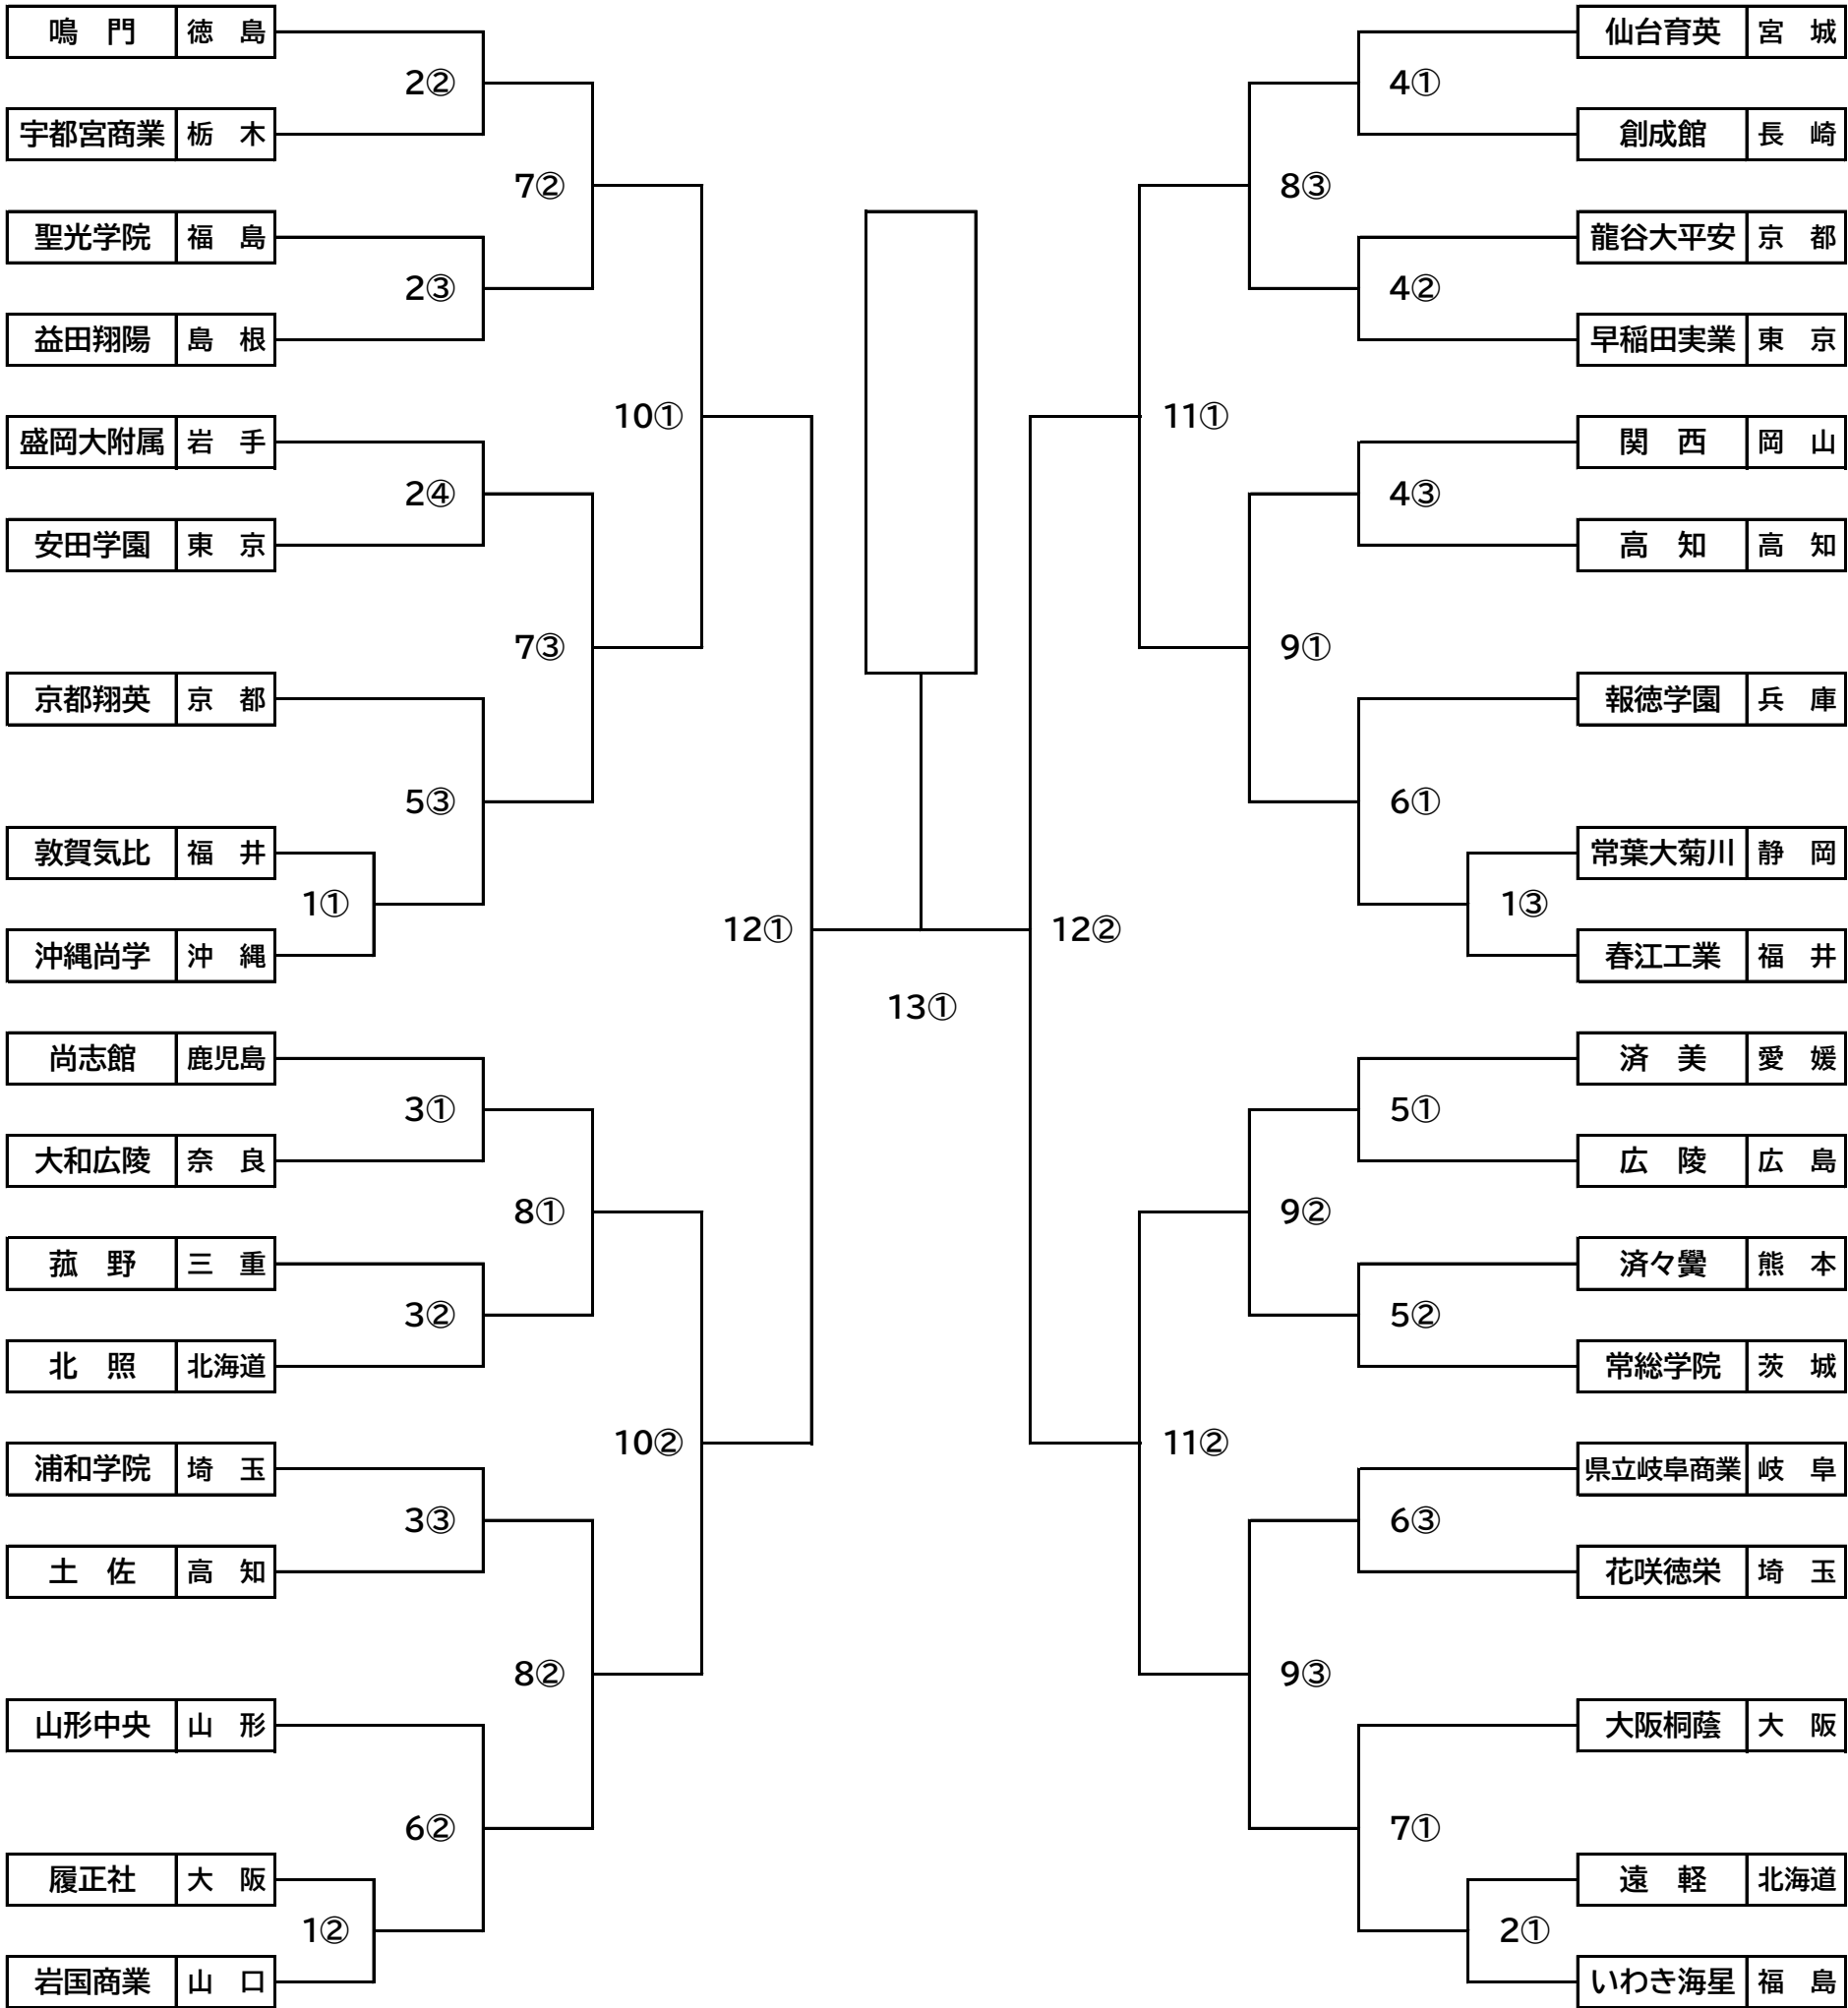 鳴　門 徳　島
2②
宇都宮商業 栃　木
7②
聖光学院 福　島
2③
益田翔陽 島　根
10①
盛岡大附属 岩　手
2④
安田学園 東　京
7③
京都翔英 京　都
5③
敦賀気比 福　井
1①
沖縄尚学 沖　縄
12①
尚志館 鹿児島
3①
大和広陵 奈　良
8①
菰　野 三　重
3②
北　照 北海道
10②
浦和学院 埼　玉
3③
土　佐 高　知
8②
山形中央 山　形
6②
履正社 大　阪
1②
岩国商業 山　口
13①
仙台育英 宮　城
4①
創成館 長　崎
8③
龍谷大平安 京　都
4②
早稲田実業 東　京
11①
関　西 岡　山
4③
高　知 高　知
9①
報徳学園 兵　庫
6①
常葉大菊川 静　岡
1③
春江工業 福　井
12②
済　美 愛　媛
5①
広　陵 広　島
9②
済々黌 熊　本
5②
常総学院 茨　城
11②
県立岐阜商業 岐　阜
6③
花咲徳栄 埼　玉
9③
大阪桐蔭 大　阪
7①
遠　軽 北海道
2①
いわき海星 福　島